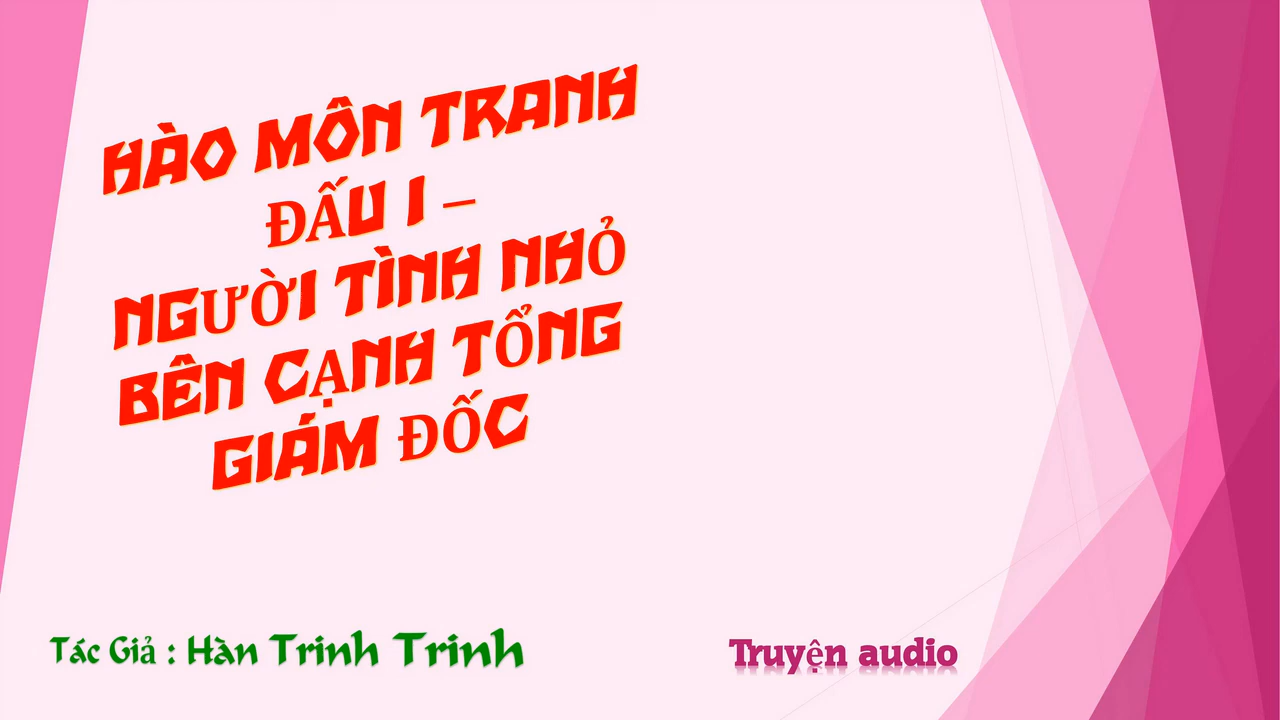 HÀO MÔN TRANH
ĐẤU I –
NGƯỜI TÌNH NHỎ
BÊN CẠNH TỔNG
GIÁM ĐỐC
Tác Giả : Hàn Trinh Trinh
Truyện audio